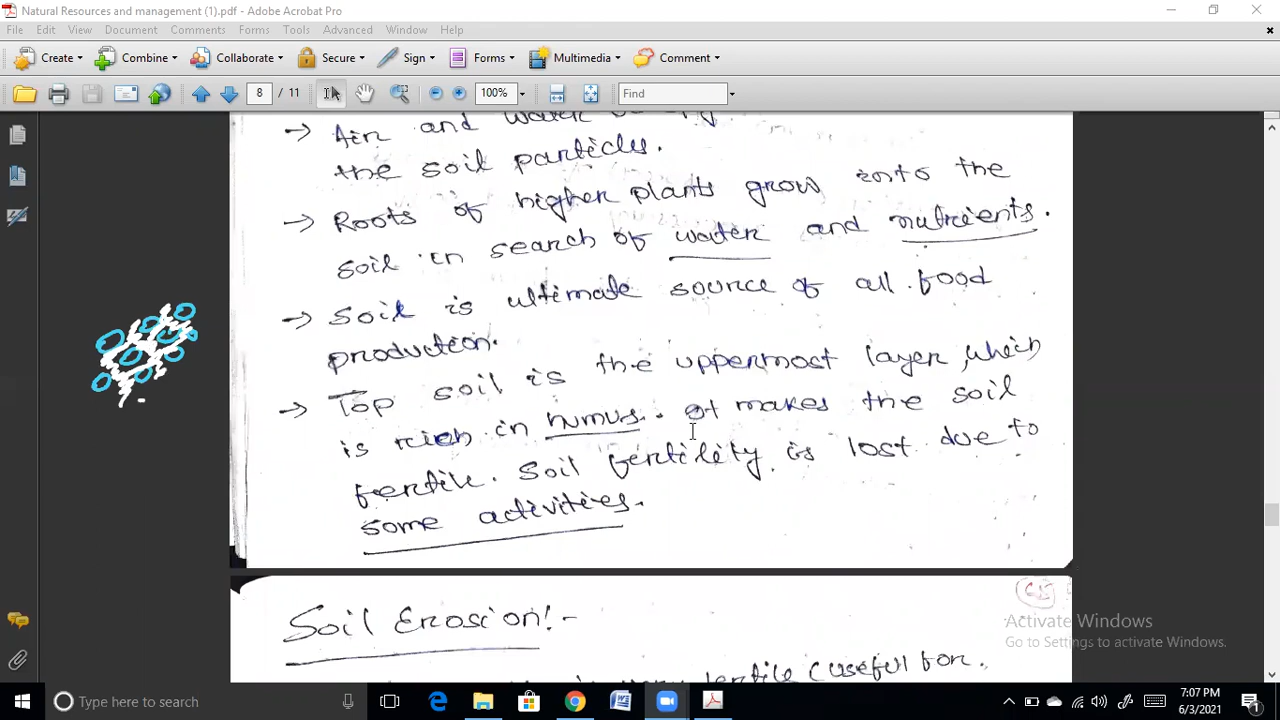 Natural Resources and management (1).pdf - Adobe Acrobat Pro
File Edit View Document Comments Forms Tools Advanced Window Help
Create Combine Collaborate Secure Sign Forms Multimedia Comment
8 / 11 100% Find
→ Air and water
the soil particles.
→ Roots of higher plants grow into the
soil in search of water and nutrients.
→ Soil is ultimate source of all food
production.
→ Top soil is the uppermost layer, which
is rich in humus. It makes the soil
fertile. Soil fertility is lost due to
some activities.
Soil Erosion:-
fertile (useful for.
Activate Windows
Go to Settings to activate Windows.
Type here to search
7:07 PM
6/3/2021